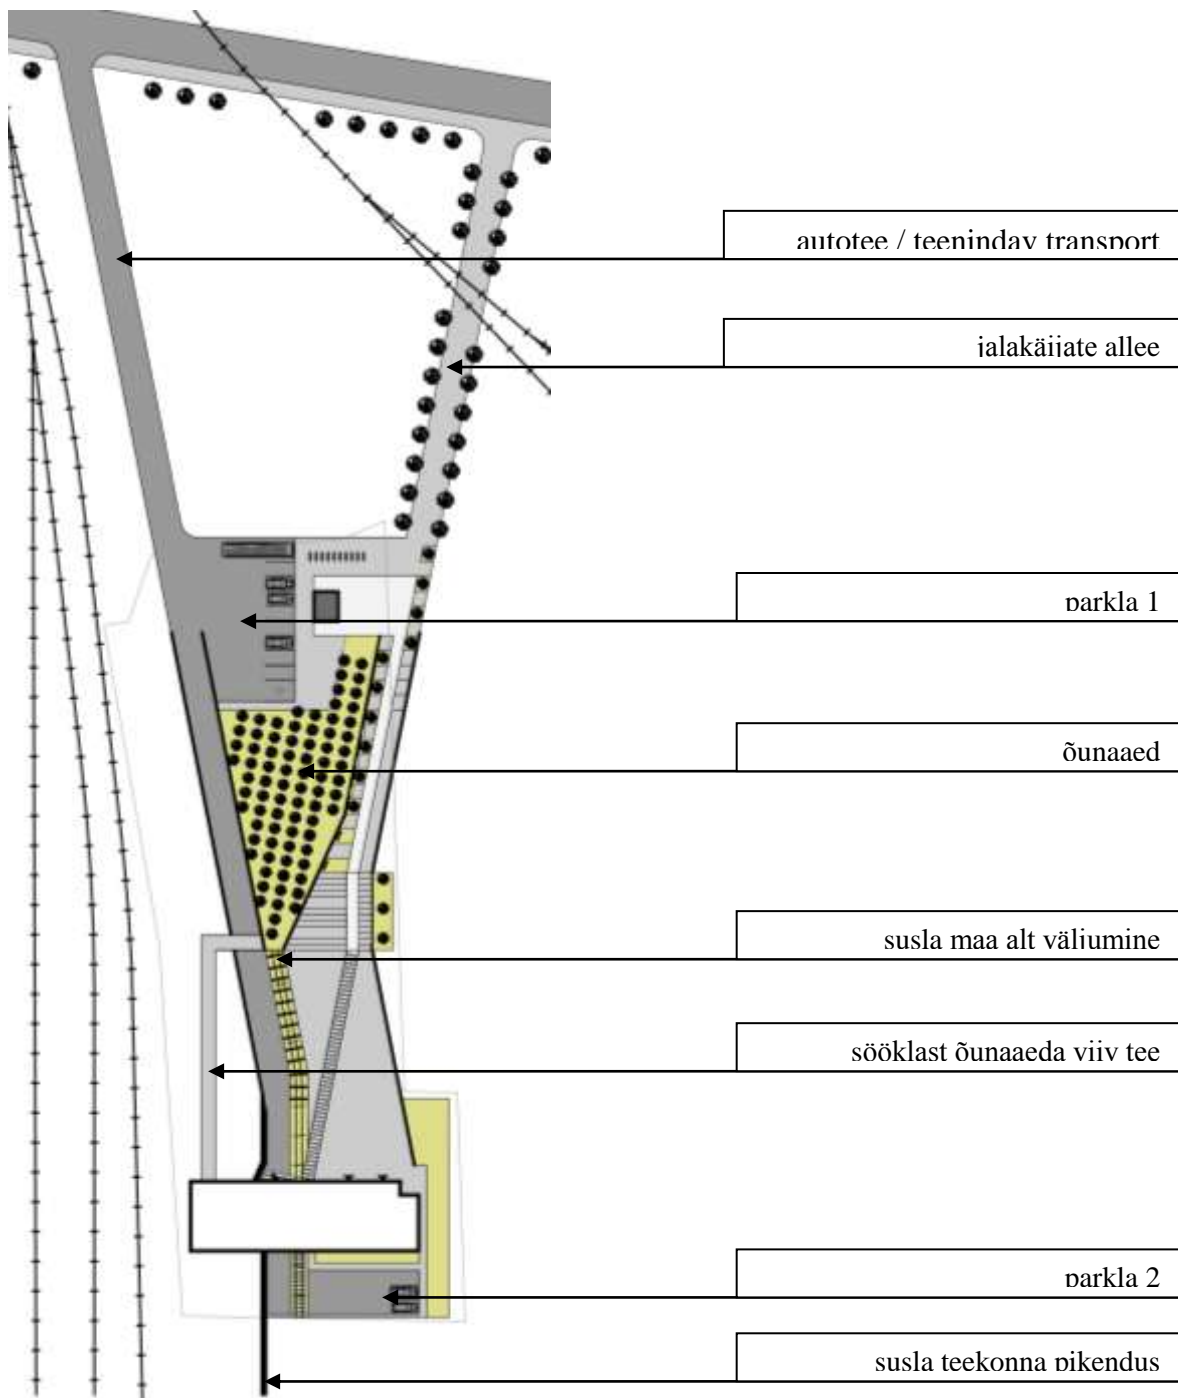 autotee / teenindav transport
jalakäijate allee
parkla 1
õunaaed
susla maa alt väljumine
sööklast õunaaeda viiv tee
parkla 2
susla teekonna pikendus